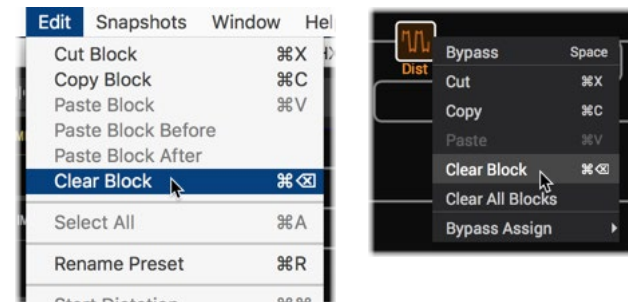 Edit Snapshots Window Hel
Cut Block ⌘X
Copy Block ⌘C
Paste Block ⌘V
Paste Block Before
Paste Block After
Clear Block ⌘⌫
Select All ⌘A
Rename Preset ⌘R
Dist
Bypass Space
Cut ⌘X
Copy ⌘C
Paste ⌘V
Clear Block ⌘⌫
Clear All Blocks
Bypass Assign